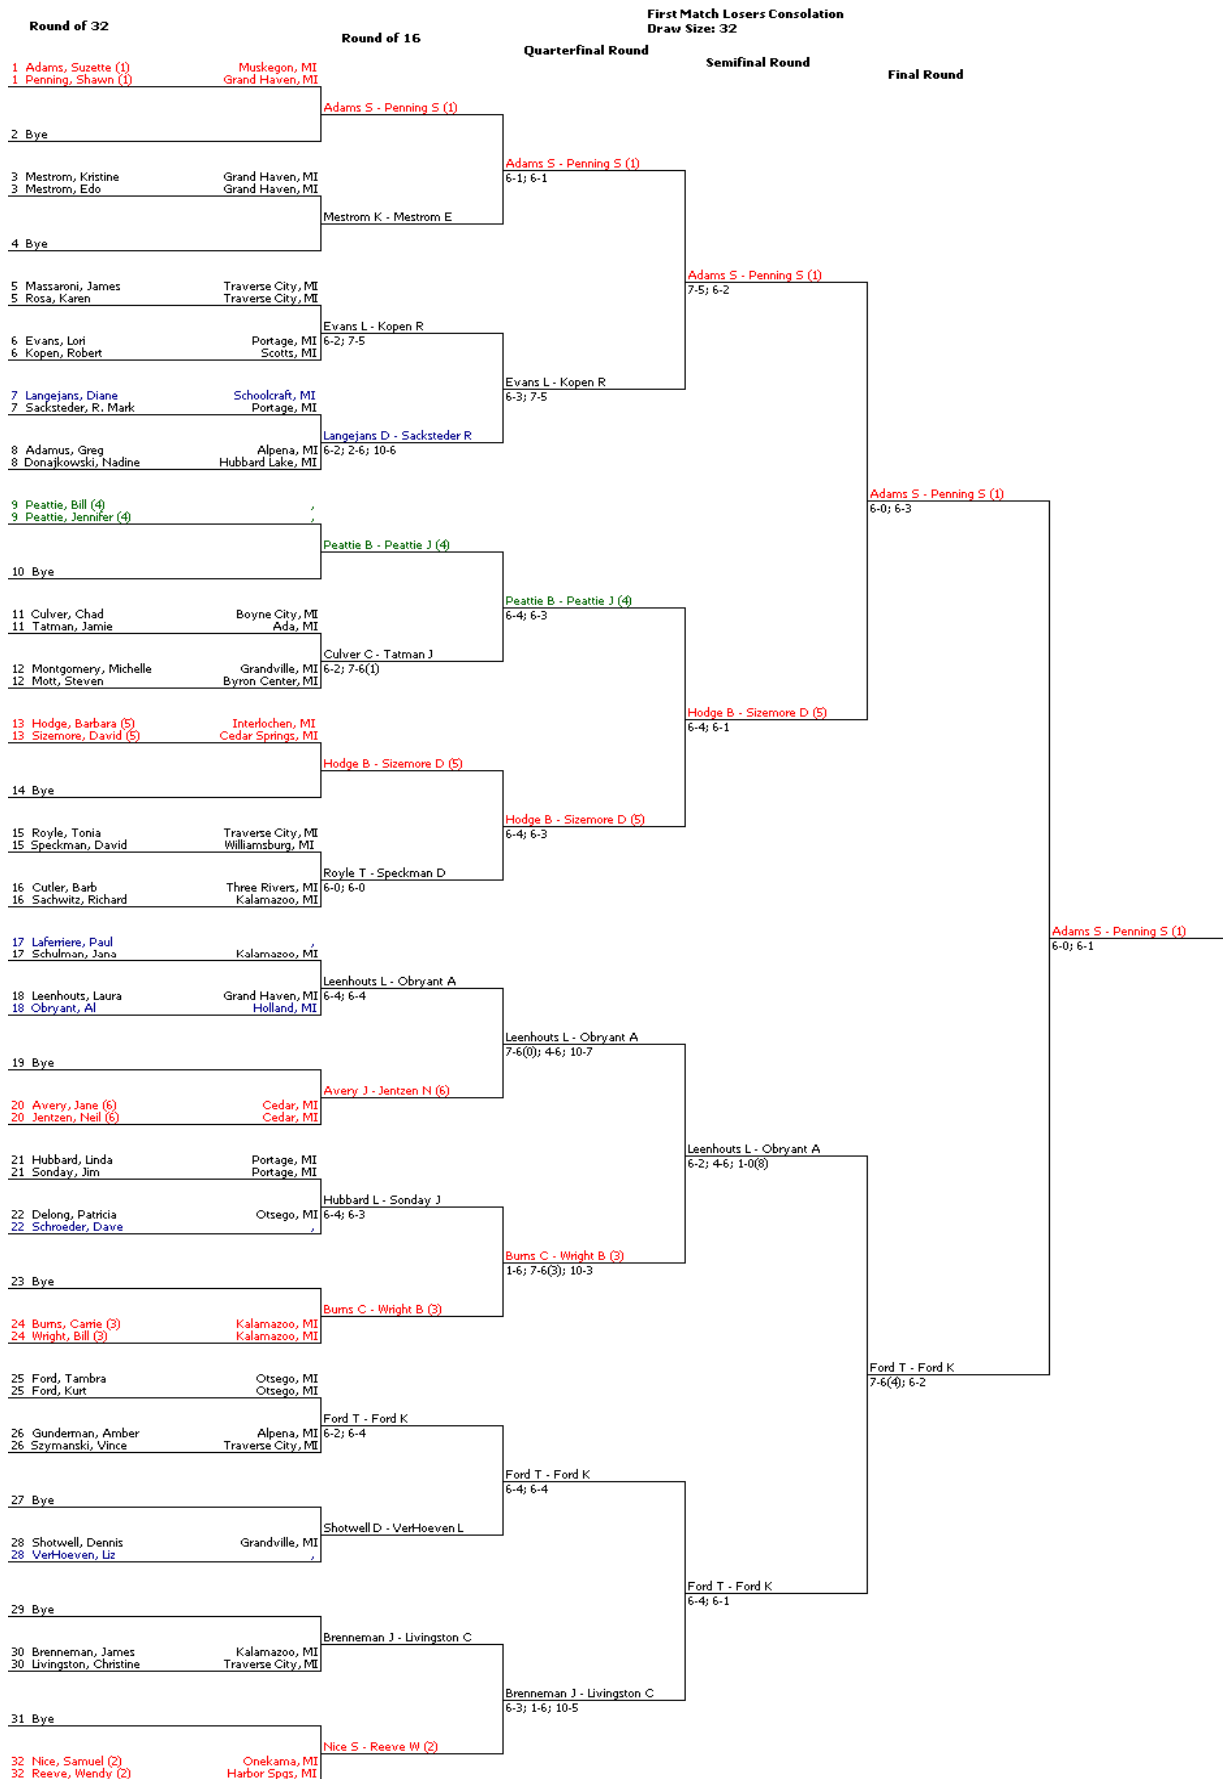 First Match Losers Consolation
Draw Size: 32
Round of 32
Round of 16
Quarterfinal Round
Semifinal Round
Final Round
1 Adams, Suzette (1) Muskegon, MI
1 Penning, Shawn (1) Grand Haven, MI
Adams S - Penning S (1)
2 Bye
Adams S - Penning S (1)
6-1; 6-1
3 Mestrom, Kristine Grand Haven, MI
3 Mestrom, Edo Grand Haven, MI
Mestrom K - Mestrom E
4 Bye
Adams S - Penning S (1)
7-5; 6-2
5 Massaroni, James Traverse City, MI
5 Rosa, Karen Traverse City, MI
Evans L - Kopen R
6-2; 7-5
6 Evans, Lori Portage, MI
6 Kopen, Robert Scotts, MI
Evans L - Kopen R
6-3; 7-5
7 Langejans, Diane Schoolcraft, MI
7 Sacksteder, R. Mark Portage, MI
Langejans D - Sacksteder R
6-2; 2-6; 10-6
8 Adamus, Greg Alpena, MI
8 Donajkowski, Nadine Hubbard Lake, MI
Adams S - Penning S (1)
6-0; 6-3
9 Peattie, Bill (4) ,
9 Peattie, Jennifer (4) ,
Peattie B - Peattie J (4)
10 Bye
Peattie B - Peattie J (4)
6-4; 6-3
11 Culver, Chad Boyne City, MI
11 Tatman, Jamie Ada, MI
Culver C - Tatman J
6-2; 7-6(1)
12 Montgomery, Michelle Grandville, MI
12 Mott, Steven Byron Center, MI
Hodge B - Sizemore D (5)
6-4; 6-1
13 Hodge, Barbara (5) Interlochen, MI
13 Sizemore, David (5) Cedar Springs, MI
Hodge B - Sizemore D (5)
14 Bye
Hodge B - Sizemore D (5)
6-4; 6-3
15 Royle, Tonia Traverse City, MI
15 Speckman, David Williamsburg, MI
Royle T - Speckman D
6-0; 6-0
16 Cutler, Barb Three Rivers, MI
16 Sachwitz, Richard Kalamazoo, MI
Adams S - Penning S (1)
6-0; 6-1
17 Laferriere, Paul ,
17 Schulman, Jana Kalamazoo, MI
Leenhouts L - Obryant A
6-4; 6-4
18 Leenhouts, Laura Grand Haven, MI
18 Obryant, Al Holland, MI
Leenhouts L - Obryant A
7-6(0); 4-6; 10-7
19 Bye
Avery J - Jentzen N (6)
20 Avery, Jane (6) Cedar, MI
20 Jentzen, Neil (6) Cedar, MI
Leenhouts L - Obryant A
6-2; 4-6; 1-0(8)
21 Hubbard, Linda Portage, MI
21 Sonday, Jim Portage, MI
Hubbard L - Sonday J
6-4; 6-3
22 Delong, Patricia Otsego, MI
22 Schroeder, Dave ,
Burns C - Wright B (3)
1-6; 7-6(3); 10-3
23 Bye
Burns C - Wright B (3)
24 Burns, Carrie (3) Kalamazoo, MI
24 Wright, Bill (3) Kalamazoo, MI
Ford T - Ford K
7-6(4); 6-2
25 Ford, Tambra Otsego, MI
25 Ford, Kurt Otsego, MI
Ford T - Ford K
6-2; 6-4
26 Gunderman, Amber Alpena, MI
26 Szymanski, Vince Traverse City, MI
Ford T - Ford K
6-4; 6-4
27 Bye
Shotwell D - VerHoeven L
28 Shotwell, Dennis Grandville, MI
28 VerHoeven, Liz ,
Ford T - Ford K
6-4; 6-1
29 Bye
Brenneman J - Livingston C
30 Brenneman, James Kalamazoo, MI
30 Livingston, Christine Traverse City, MI
Brenneman J - Livingston C
6-3; 1-6; 10-5
31 Bye
Nice S - Reeve W (2)
32 Nice, Samuel (2) Onekama, MI
32 Reeve, Wendy (2) Harbor Spgs, MI